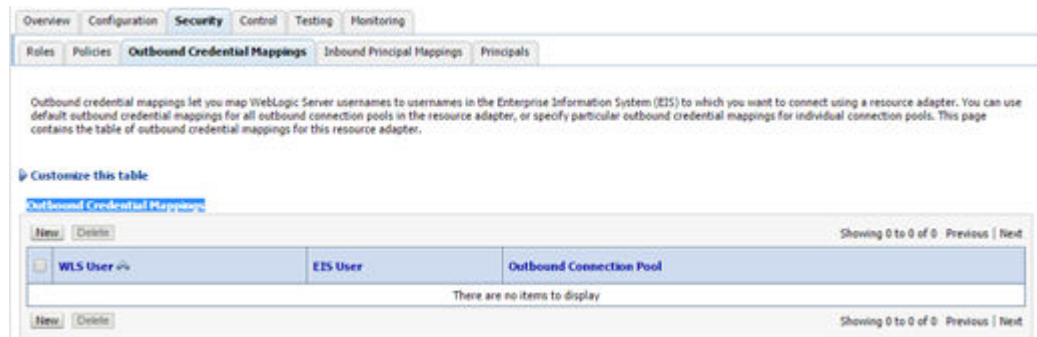 Overview Configuration Security Control Testing Monitoring
Roles Policies Outbound Credential Mappings Inbound Principal Mappings Principals
Outbound credential mappings let you map WebLogic Server usernames to usernames in the Enterprise Information System (EIS) to which you want to connect using a resource adapter. You can use
default outbound credential mappings for all outbound connection pools in the resource adapter, or specify particular outbound credential mappings for individual connection pools. This page
contains the table of outbound credential mappings for this resource adapter.
Customize this table
Outbound Credential Mappings
New Delete Showing 0 to 0 of 0 Previous | Next
WLS User EIS User Outbound Connection Pool
There are no items to display
New Delete Showing 0 to 0 of 0 Previous | Next